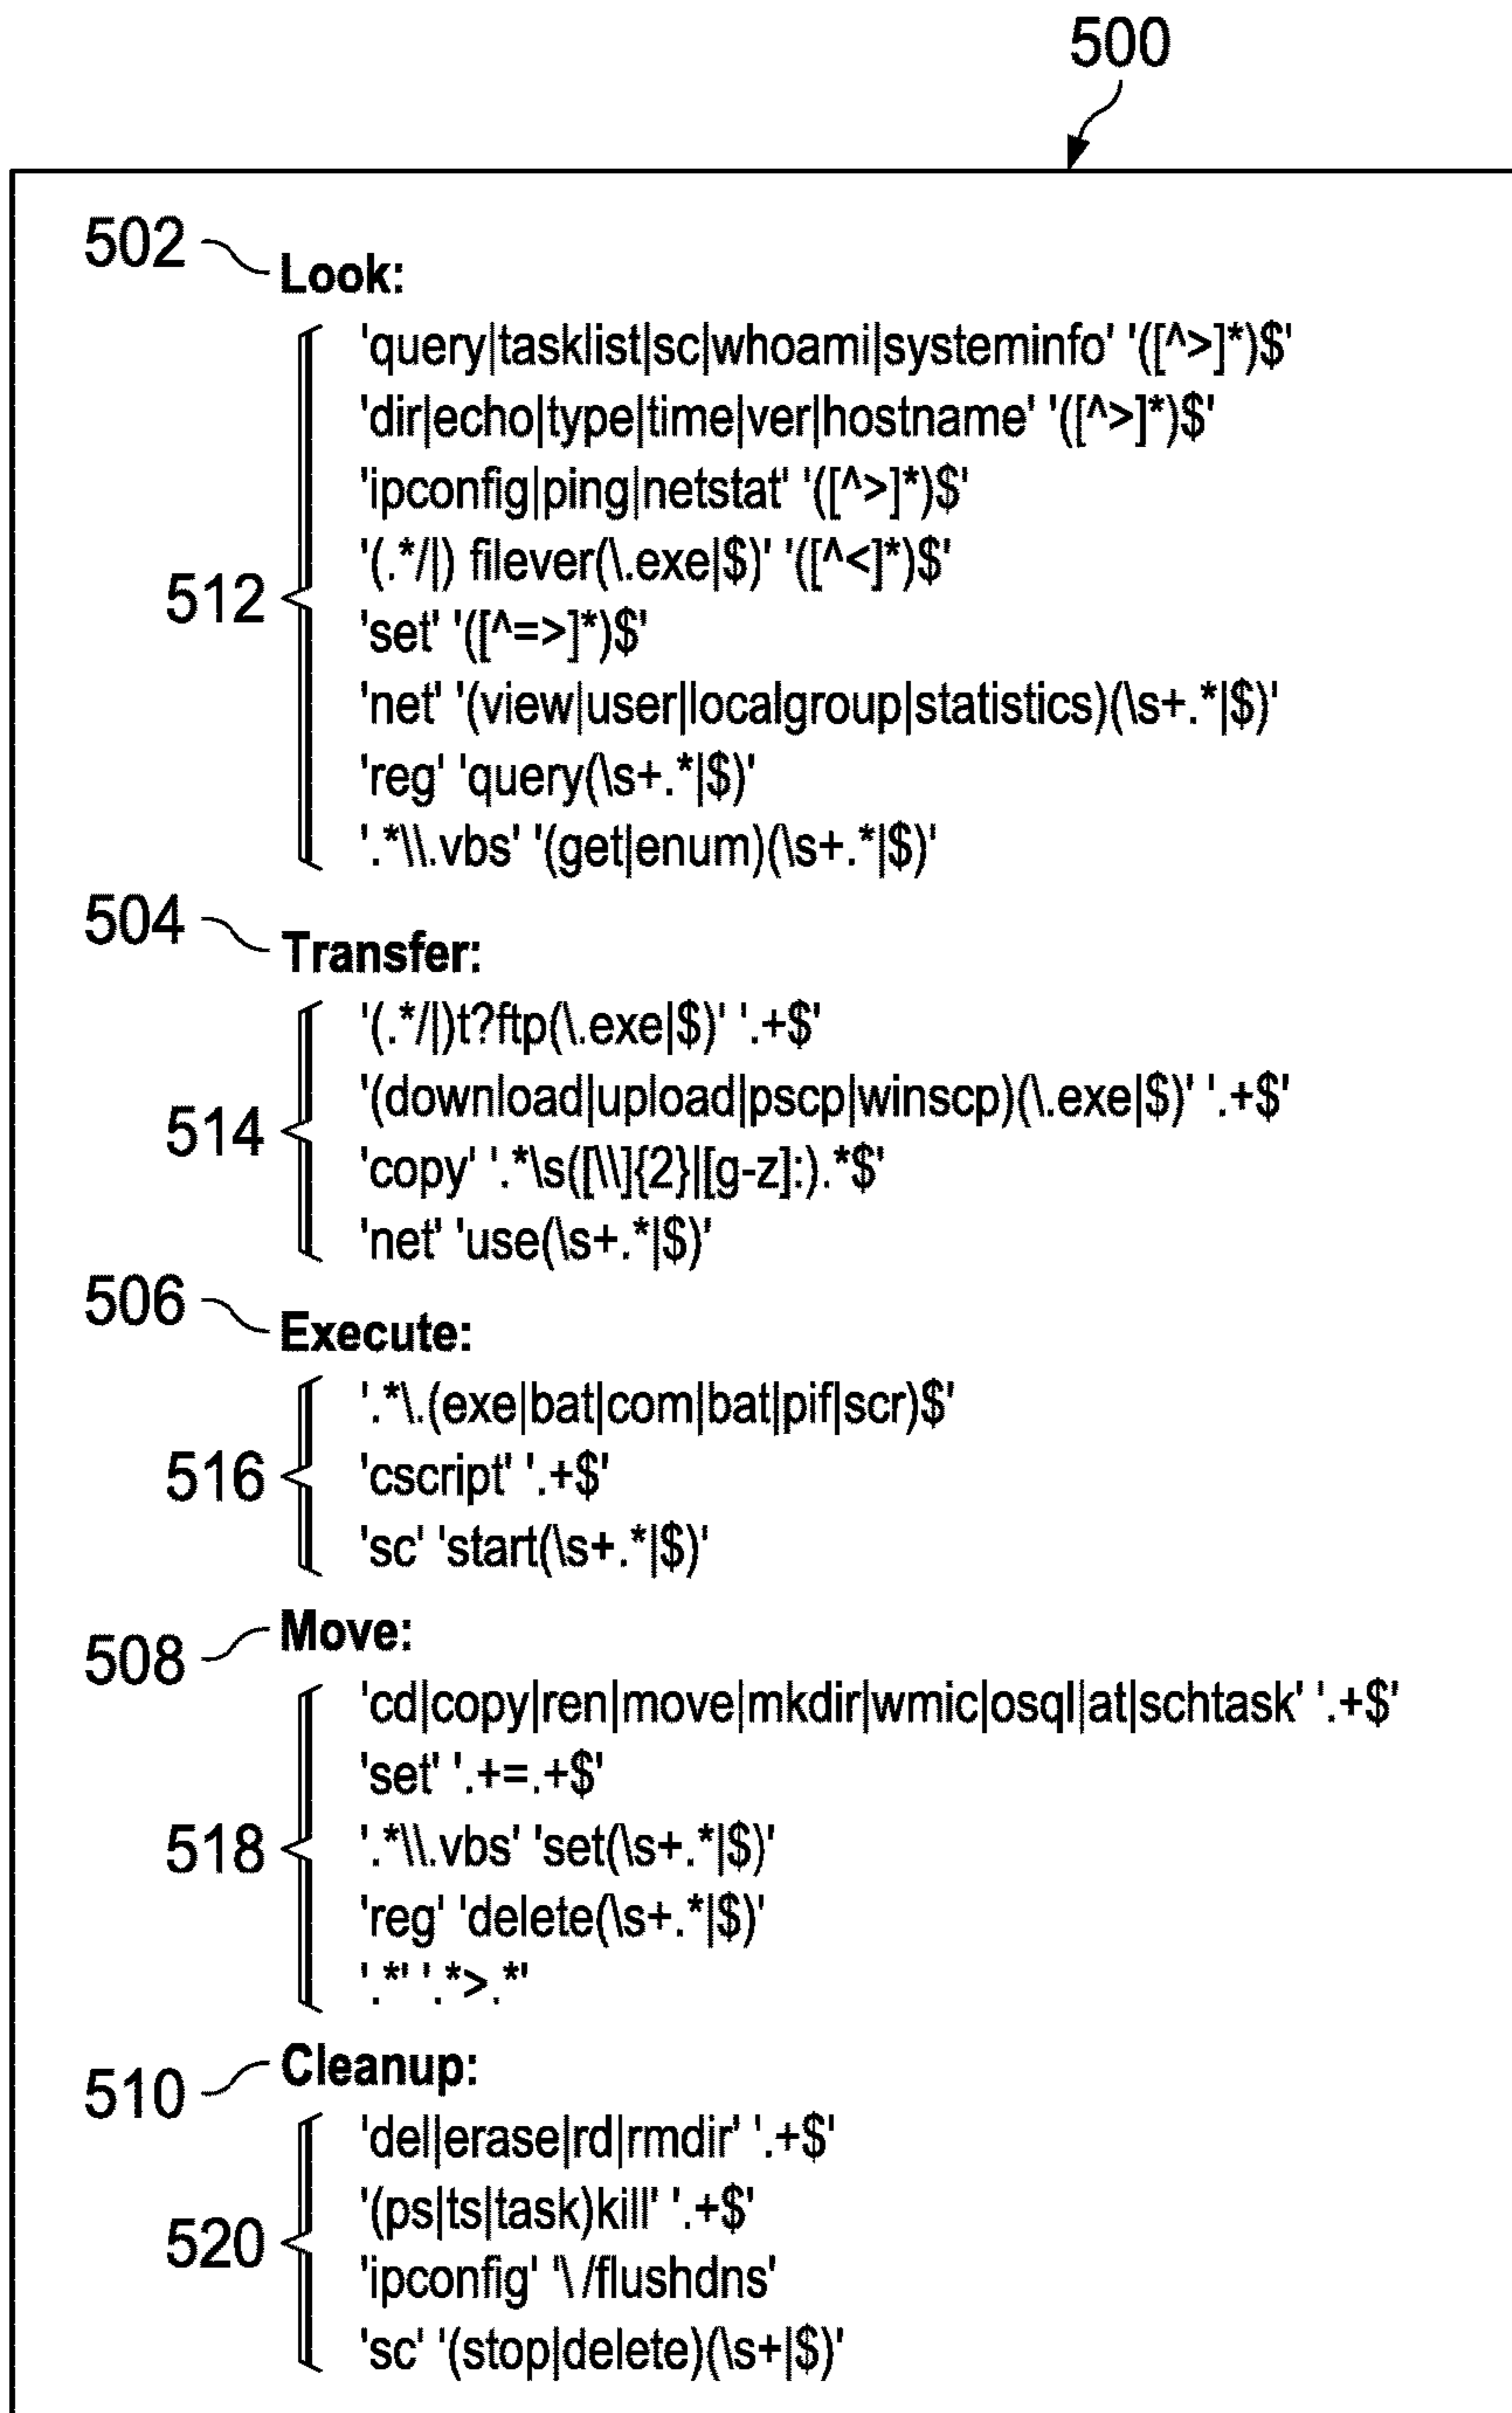 500
502
Look:
'query|tasklist|sc|whoami|systeminfo' '([^>]*)$'
'dir|echo|type|time|ver|hostname' '([^>]*)$'
'ipconfig|ping|netstat' '([^>]*)$'
'(.*/|) filever(\.exe|$)' '([^<]*)$'
512
'set' '([^=>]*)$'
'net' '(view|user|localgroup|statistics)(\s+.*|$)'
'reg' 'query(\s+.*|$)'
'.*\\.vbs' '(get|enum)(\s+.*|$)'
504
Transfer:
'(.*/|)t?ftp(\.exe|$)' '.+$'
'(download|upload|pscp|winscp)(\.exe|$)' '.+$'
514
'copy' '.*\s([\\]{2}|[g-z]:).*$'
'net' 'use(\s+.*|$)'
506
Execute:
'.*\.(exe|bat|com|bat|pif|scr)$'
516
'cscript' '.+$'
'sc' 'start(\s+.*|$)'
508
Move:
'cd|copy|ren|move|mkdir|wmic|osql|at|schtask' '.+$'
'set' '.+=.+$'
518
'.*\\.vbs' 'set(\s+.*|$)'
'reg' 'delete(\s+.*|$)'
'.*' '.*>.*'
510
Cleanup:
'del|erase|rd|rmdir' '.+$'
'(ps|ts|task)kill' '.+$'
520
'ipconfig' '\ /flushdns'
'sc' '(stop|delete)(\s+|$)'